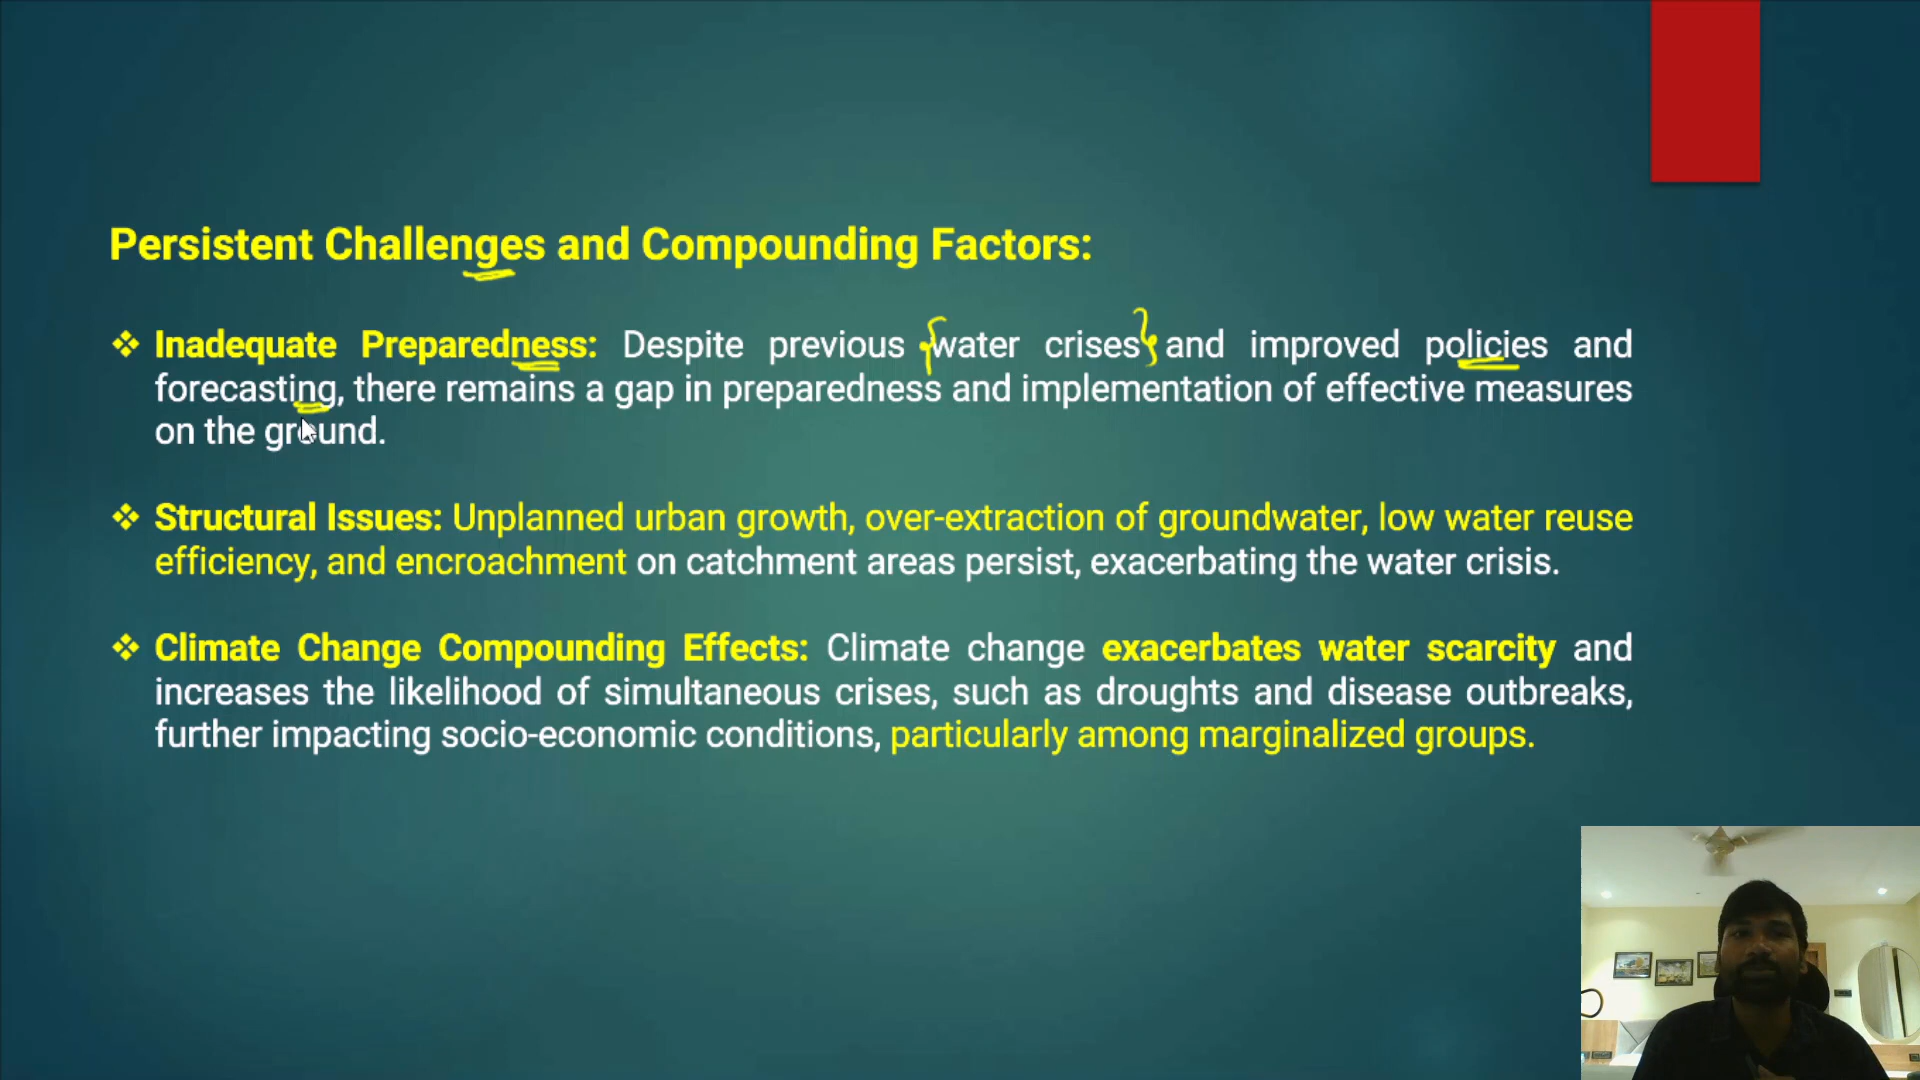 Persistent Challenges and Compounding Factors:
❖ Inadequate Preparedness: Despite previous {water crises} and improved policies and
forecasting, there remains a gap in preparedness and implementation of effective measures
on the ground.
❖ Structural Issues: Unplanned urban growth, over-extraction of groundwater, low water reuse
efficiency, and encroachment on catchment areas persist, exacerbating the water crisis.
❖ Climate Change Compounding Effects: Climate change exacerbates water scarcity and
increases the likelihood of simultaneous crises, such as droughts and disease outbreaks,
further impacting socio-economic conditions, particularly among marginalized groups.